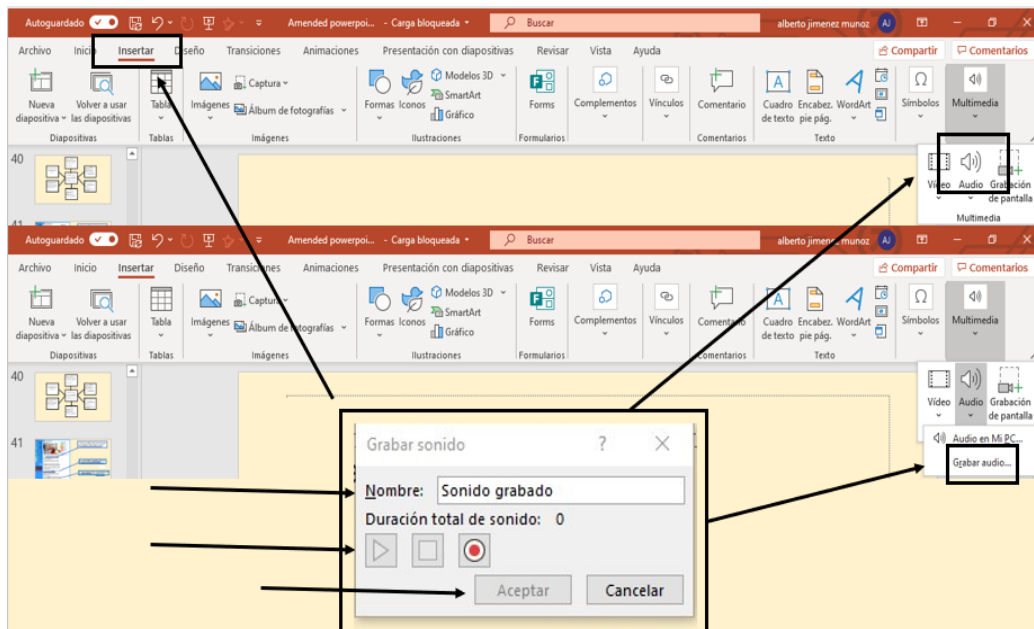 Autoguardado Amended powerpoi... - Carga bloqueada Buscar alberto jimenez munoz AJ
Archivo Inicio Insertar Diseño Transiciones Animaciones Presentación con diapositivas Revisar Vista Ayuda Compartir Comentarios
Captura Modelos 3D
SmartArt
Nueva Volver a usar Tabla Imágenes Álbum de fotografías Formas Iconos Gráfico Forms Complementos Vínculos Comentario Cuadro Encabez. WordArt Símbolos Multimedia
diapositiva las diapositivas de texto pie pág.
Diapositivas Tablas Imágenes Ilustraciones Formularios Comentarios Texto
40
Vídeo Audio Grabación
de pantalla
41 Multimedia
Autoguardado Amended powerpoi... - Carga bloqueada Buscar alberto jimenez munoz AJ
Archivo Inicio Insertar Diseño Transiciones Animaciones Presentación con diapositivas Revisar Vista Ayuda Compartir Comentarios
Captura Modelos 3D
SmartArt
Nueva Volver a usar Tabla Imágenes Álbum de fotografías Formas Iconos Gráfico Forms Complementos Vínculos Comentario Cuadro Encabez. WordArt Símbolos Multimedia
diapositiva las diapositivas de texto pie pág.
Diapositivas Tablas Imágenes Ilustraciones Formularios Comentarios Texto
40
Vídeo Audio Grabación
de pantalla
41
Audio en Mi PC...
Grabar audio...
Grabar sonido ?
Nombre: Sonido grabado
Duración total de sonido: 0
Aceptar Cancelar